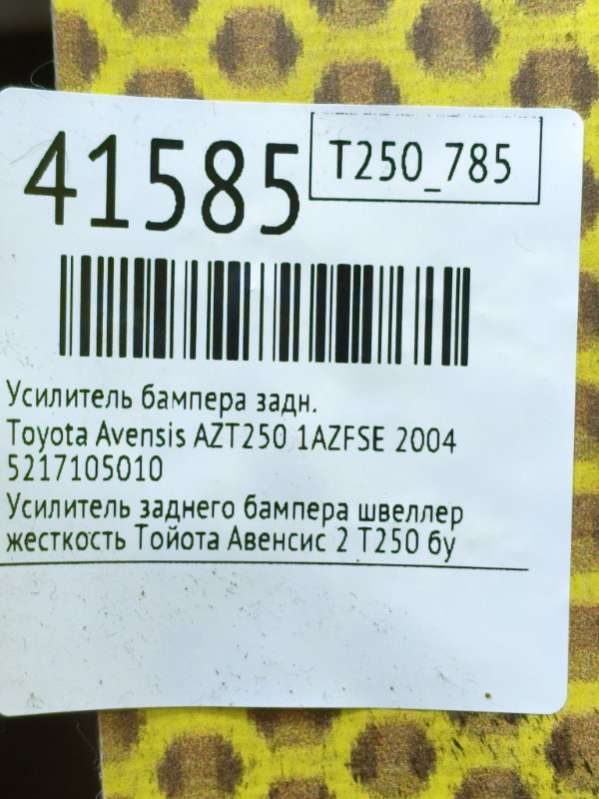 41585
T250_785
Усилитель бампера задн.
Toyota Avensis AZT250 1AZFSE 2004
5217105010
Усилитель заднего бампера швеллер
жесткость Тойота Авенсис 2 Т250 бу